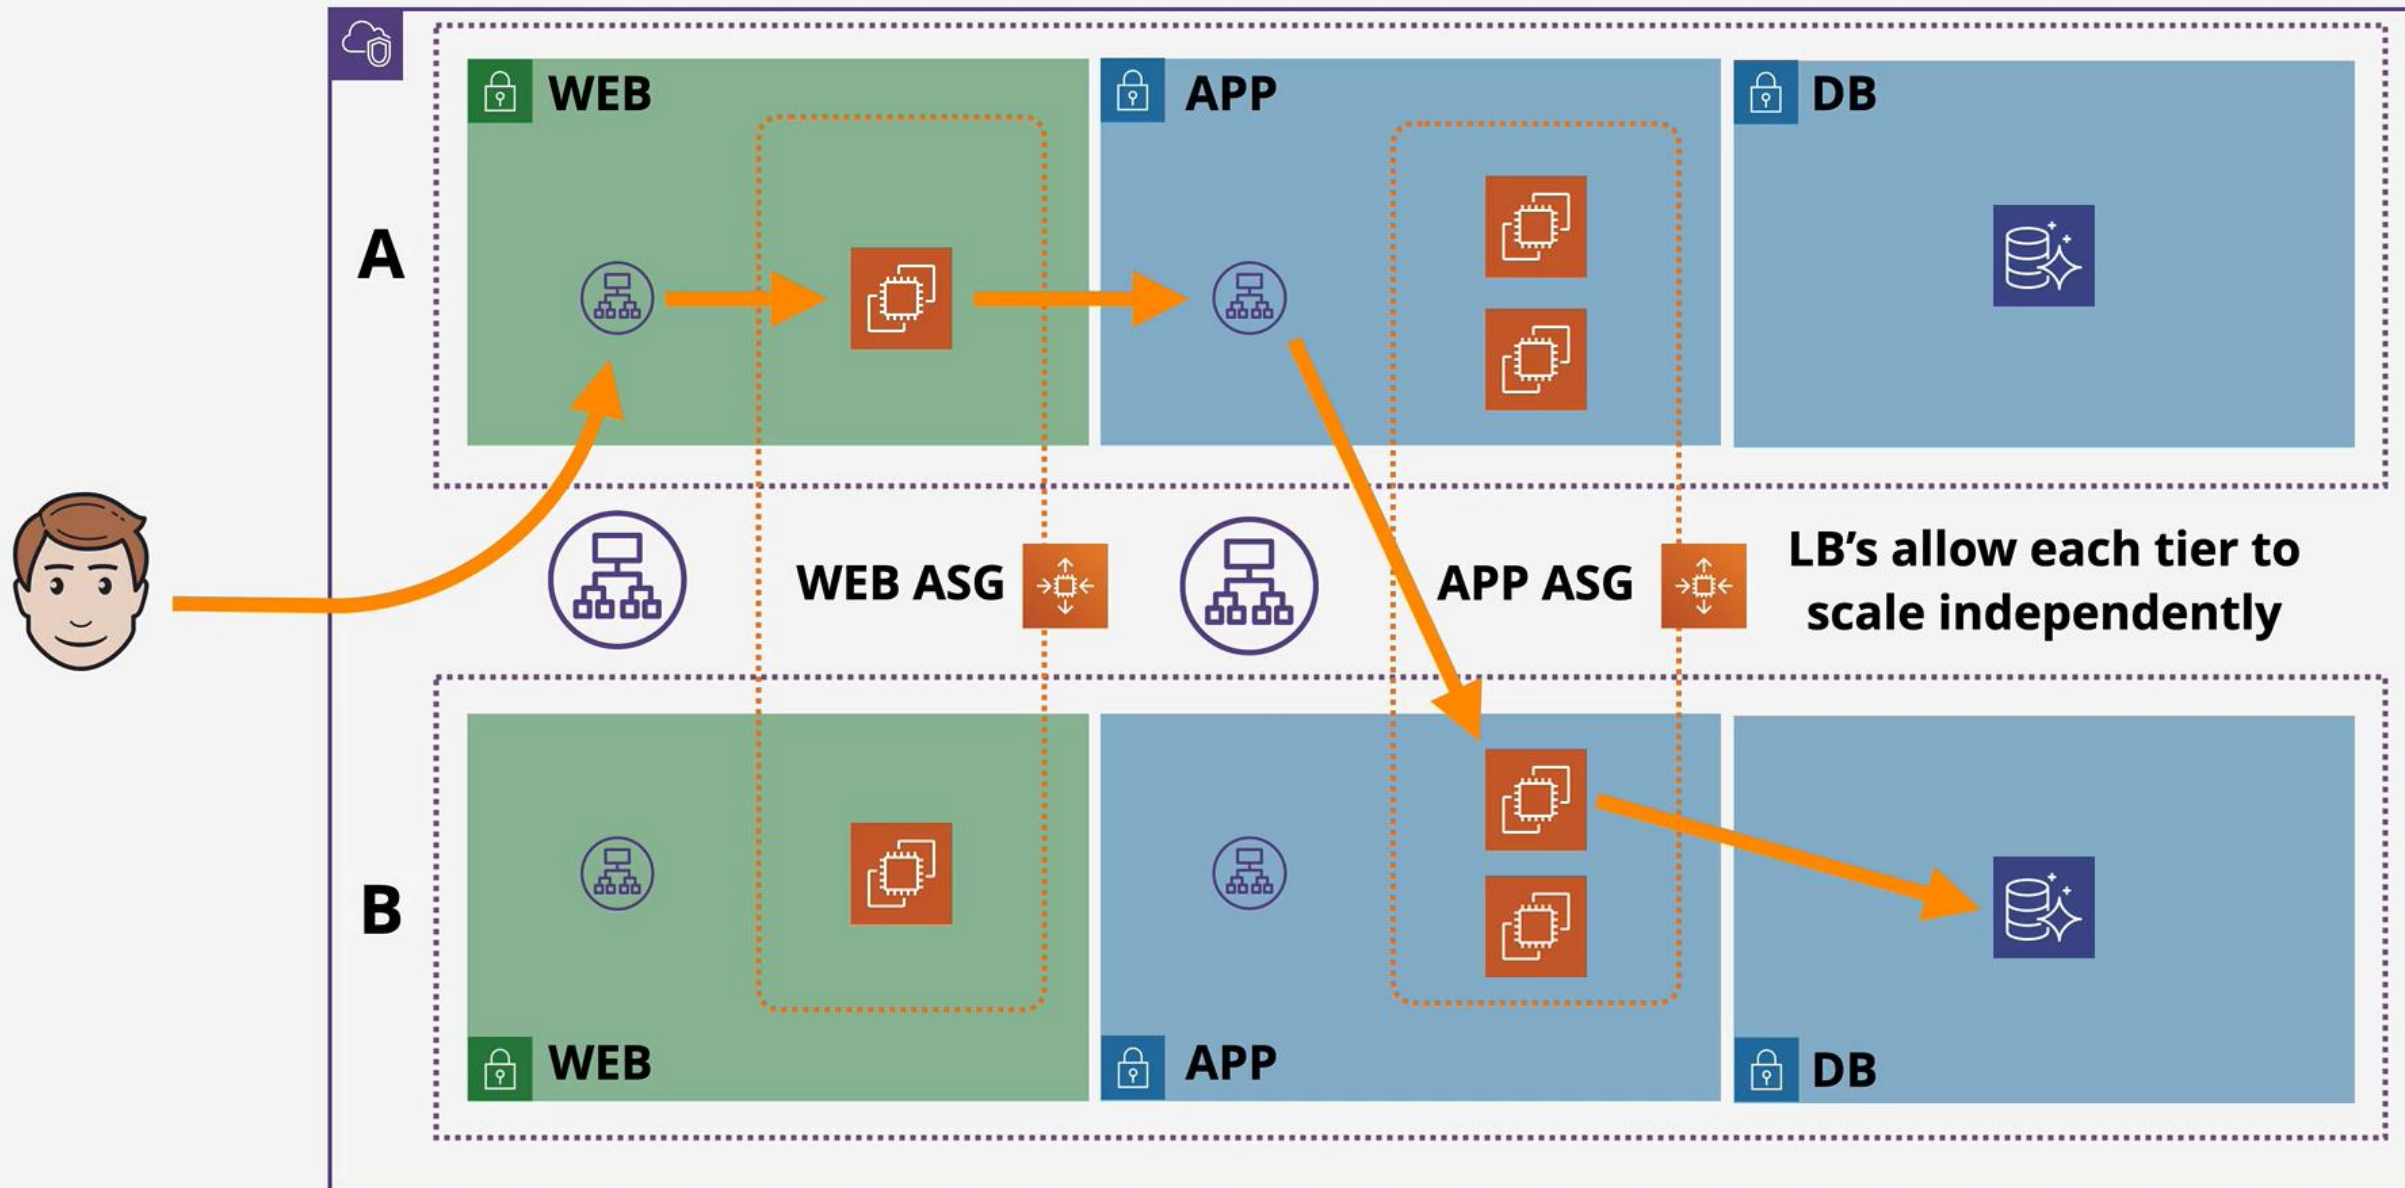 WEB
APP
DB
A
WEB ASG
APP ASG
LB’s allow each tier to
scale independently
B
WEB
APP
DB